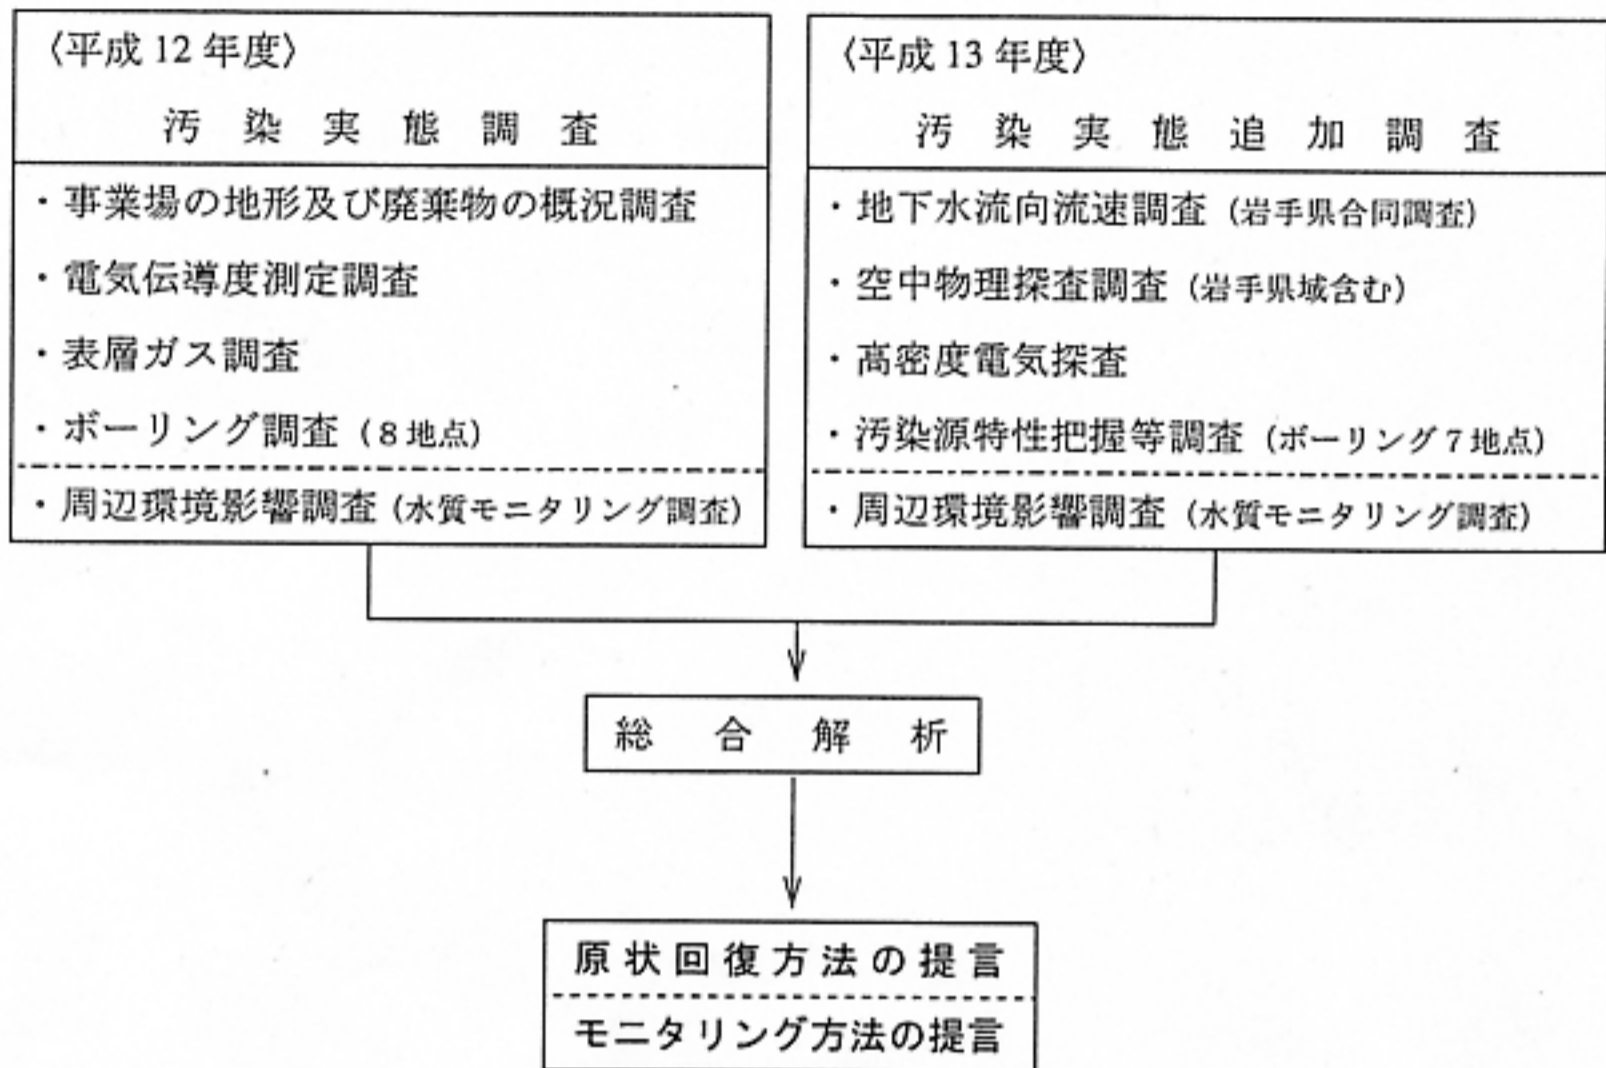 〈平成 12 年度〉
汚染実態調査
・事業場の地形及び廃棄物の概況調査
・電気伝導度測定調査
・表層ガス調査
・ボーリング調査 (8 地点)
・周辺環境影響調査 (水質モニタリング調査)
〈平成 13 年度〉
汚染実態追加調査
・地下水流向流速調査 (岩手県合同調査)
・空中物理探査調査 (岩手県域含む)
・高密度電気探査
・汚染源特性把握等調査 (ボーリング 7 地点)
・周辺環境影響調査 (水質モニタリング調査)
総合解析
原状回復方法の提言
モニタリング方法の提言